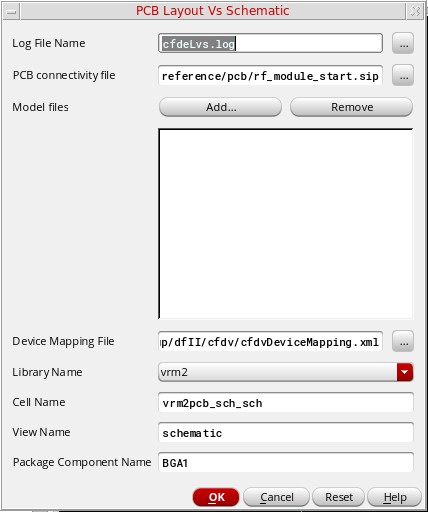 PCB Layout Vs Schematic
Log File Name cfdeLvs.log ...
PCB connectivity file reference/pcb/rf_module_start.sip ...
Model files Add... Remove
Device Mapping File p/dfII/cfdv/cfdvDeviceMapping.xml ...
Library Name vrm2
Cell Name vrm2pcb_sch_sch
View Name schematic
Package Component Name BGA1
OK Cancel Reset Help